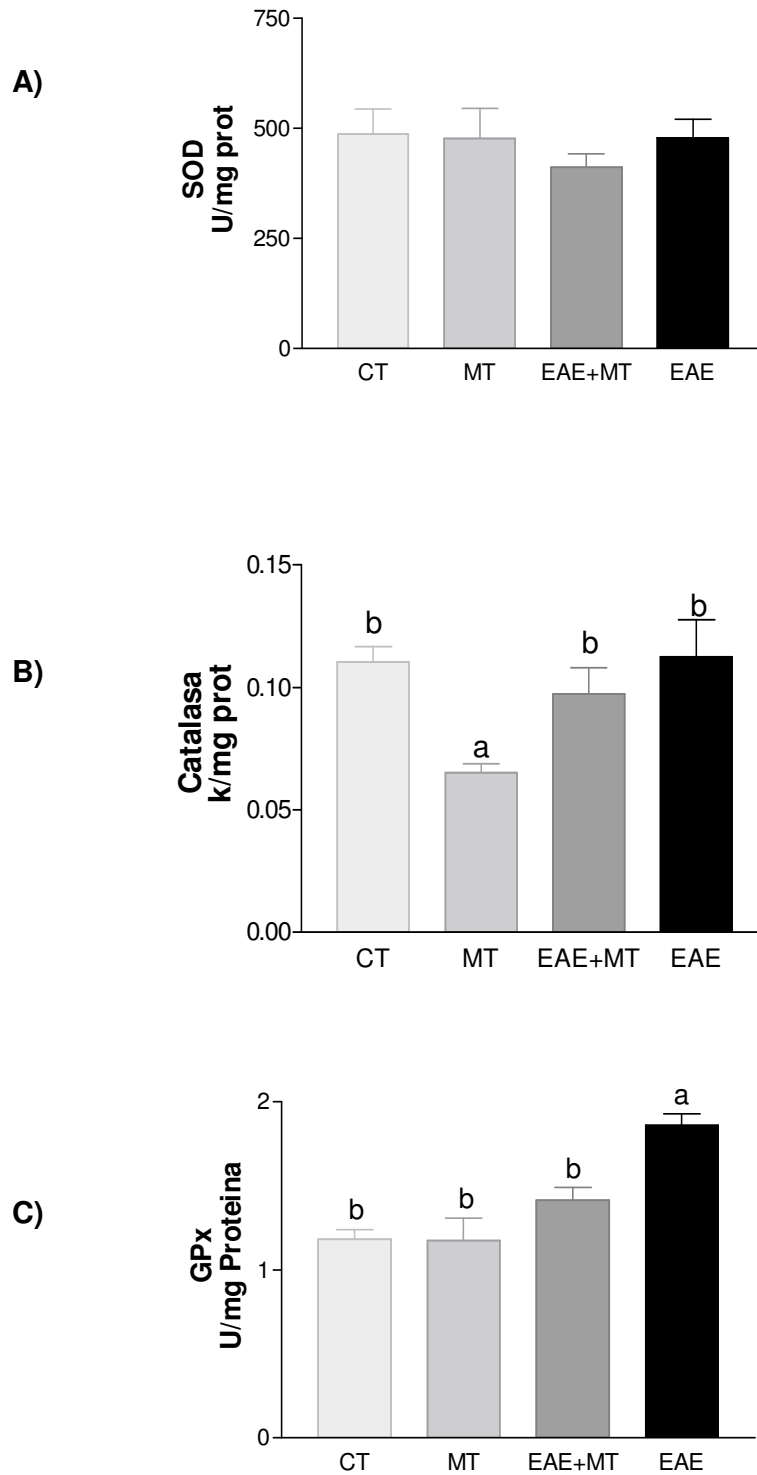 A)
SOD
U/mg prot
750
500
250
0
CT MT EAE+MT EAE
B)
Catalasa
k/mg prot
0.15
0.10
0.05
0.00
b a b b
CT MT EAE+MT EAE
C)
GPx
U/mg Proteina
2
1
0
b b b a
CT MT EAE+MT EAE